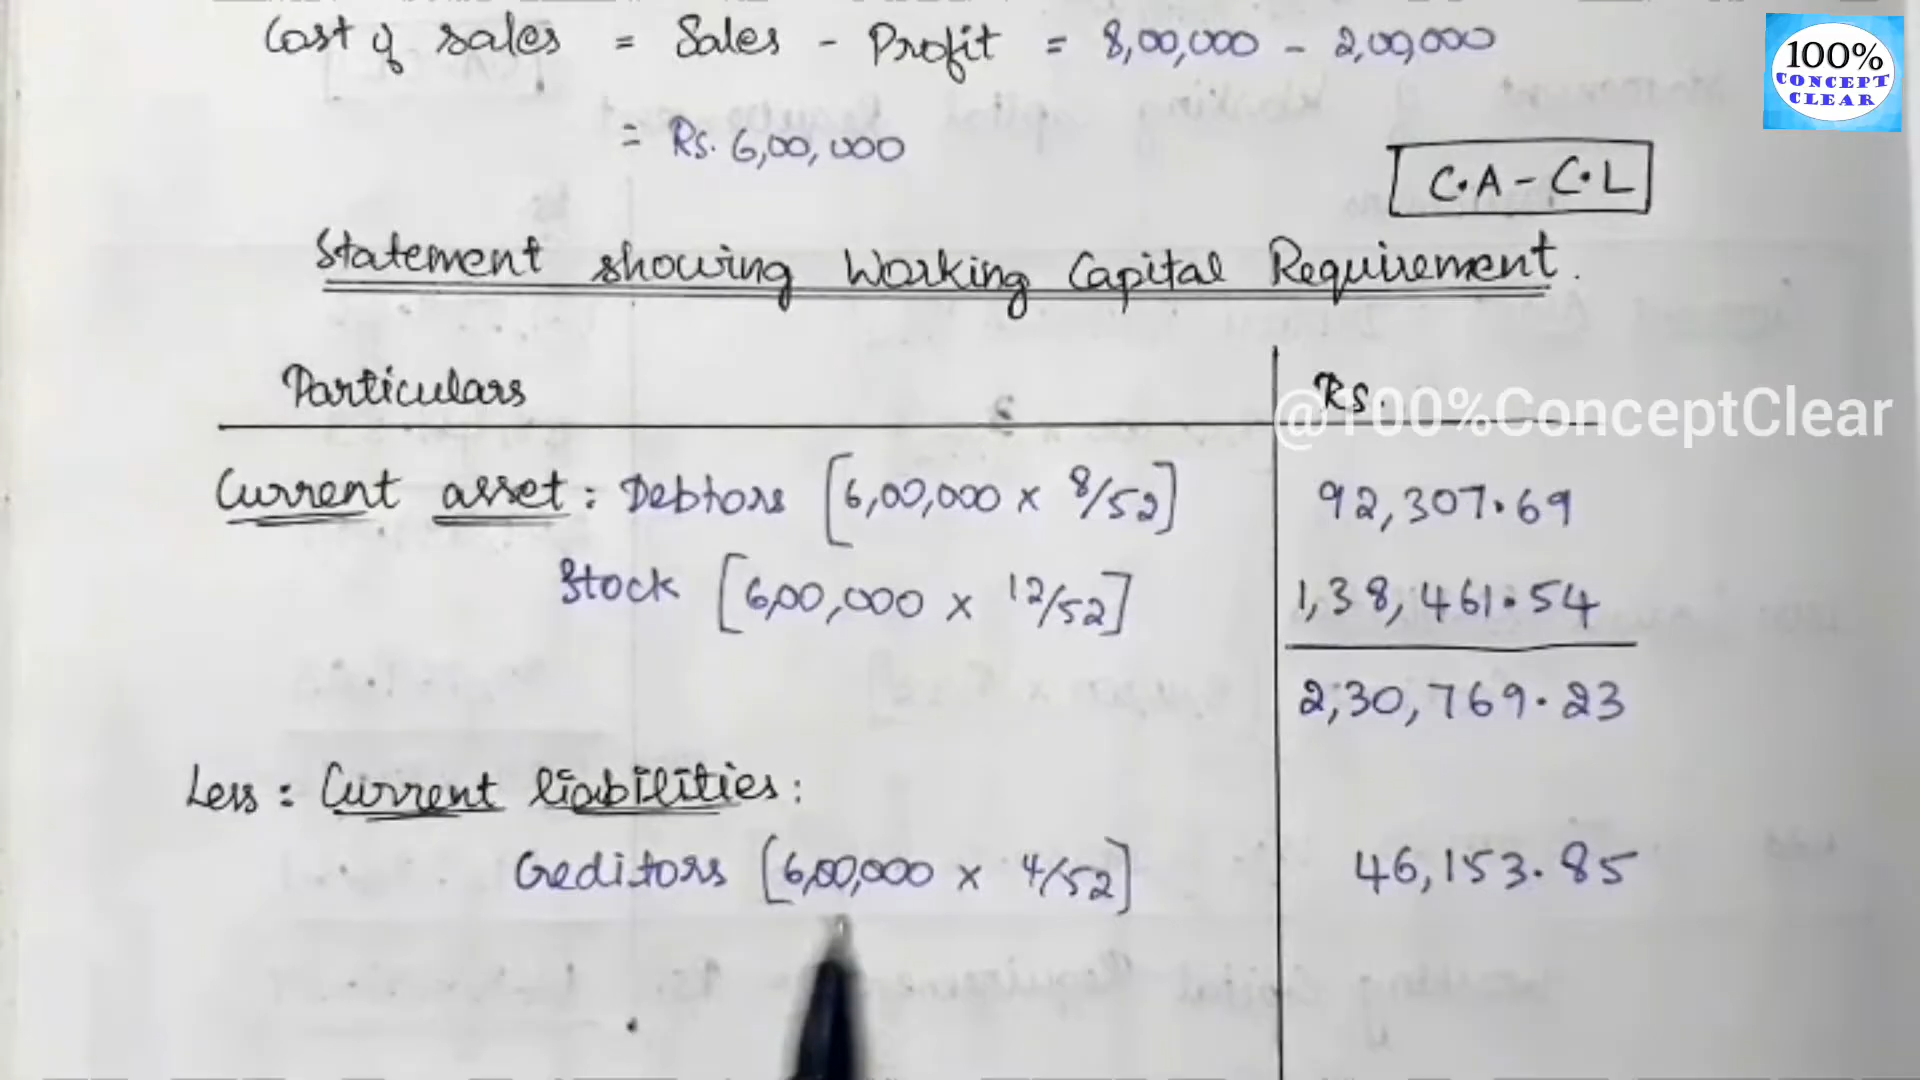 Cost of sales = Sales - Profit = 8,00,000 - 2,00,000
= Rs. 6,00,000
100%
CONCEPT
CLEAR
C.A - C.L
Statement showing Working Capital Requirement.
Particulars Rs.
@100%ConceptClear
Current asset: Debtors [6,00,000 x 8/52] 92,307.69
Stock [6,00,000 x 12/52] 1,38,461.54
2,30,769.23
Less: Current liabilities:
Creditors [6,00,000 x 4/52] 46,153.85